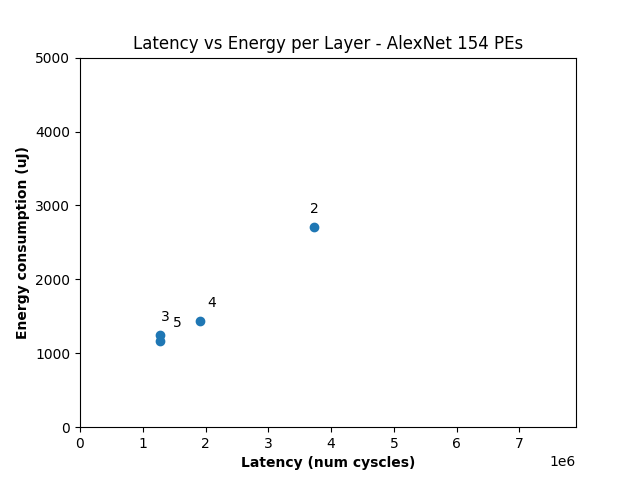 Latency vs Energy per Layer - AlexNet 154 PEs
Energy consumption (uJ)
5000
4000
3000
2000
1000
0
2
4
3
5
0 1 2 3 4 5 6 7
1e6
Latency (num cyscles)